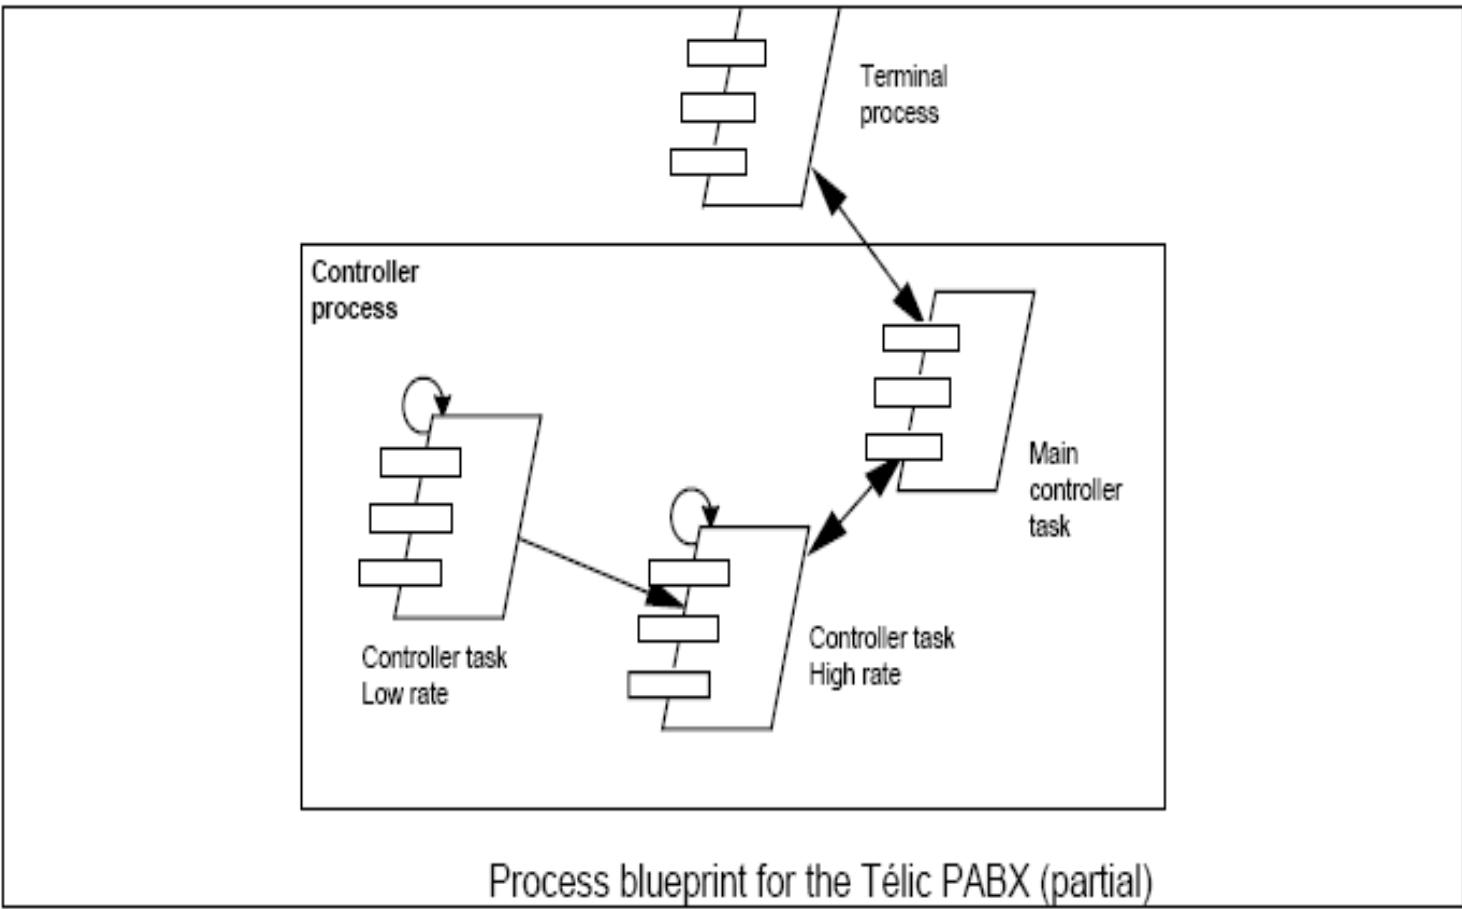 Terminal
process
Controller
process
Main
controller
task
Controller task
High rate
Controller task
Low rate
Process blueprint for the Télic PABX (partial)